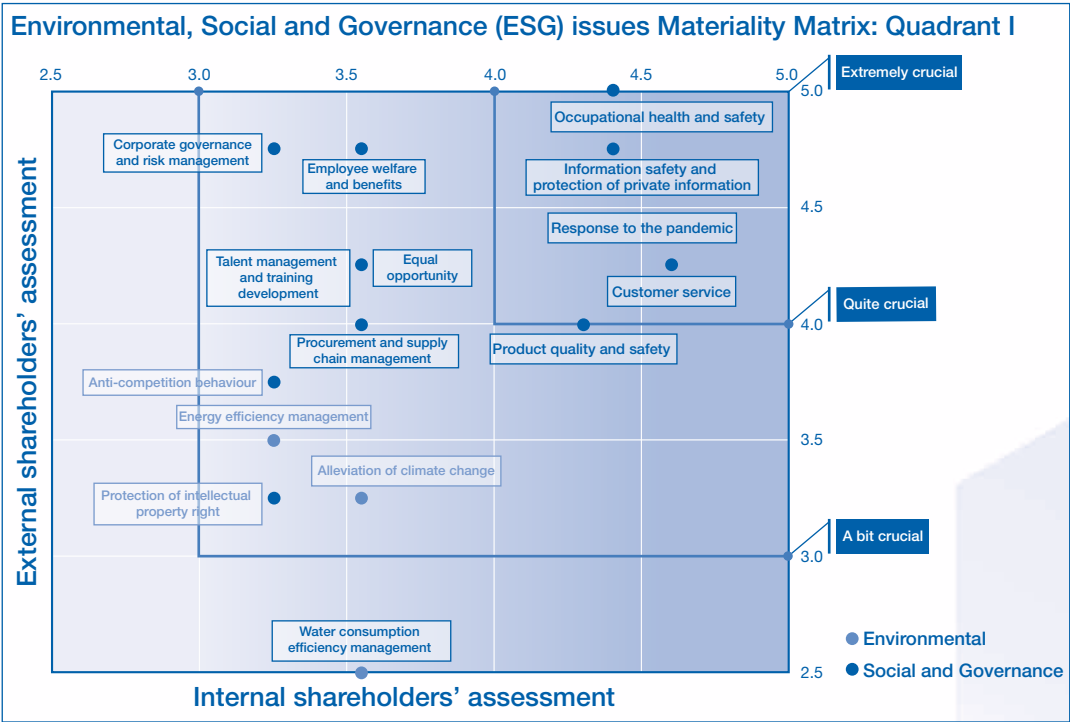 Environmental, Social and Governance (ESG) issues Materiality Matrix: Quadrant I
2.5 3.0 3.5 4.0 4.5 5.0
Extremely crucial
5.0
Occupational health and safety
Corporate governance
and risk management
Employee welfare
and benefits
Information safety and
protection of private information
4.5
Response to the pandemic
Talent management
and training
development
Equal
opportunity
Customer service
Quite crucial
4.0
Procurement and supply
chain management
Product quality and safety
Anti-competition behaviour
Energy efficiency management
3.5
Alleviation of climate change
Protection of intellectual
property right
A bit crucial
3.0
Water consumption
efficiency management
Environmental
Social and Governance
2.5
External shareholders’ assessment
Internal shareholders’ assessment